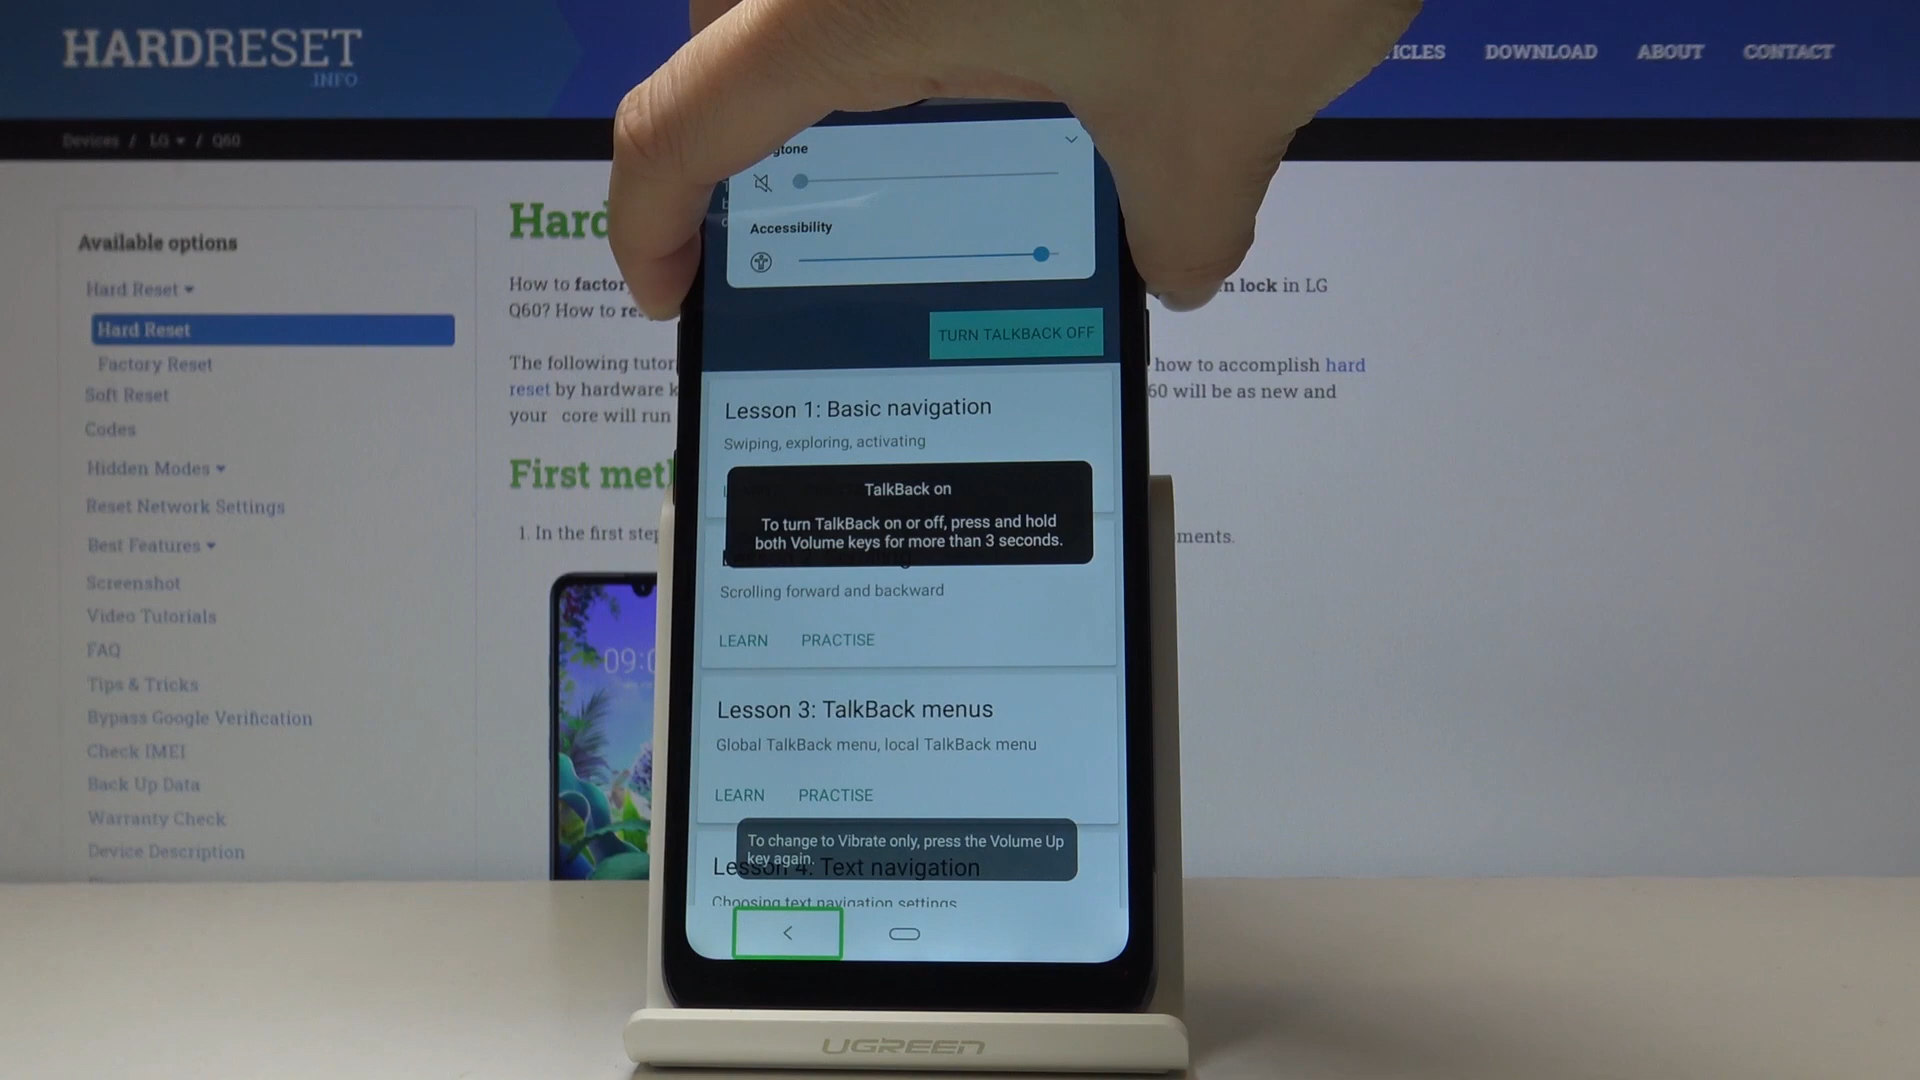 HARDRESET
.INFO
DOWNLOAD
ABOUT
CONTACT
Devices / LG / Q60
Available options
Hard Reset
Hard Reset
Factory Reset
Soft Reset
Codes
Hidden Modes
Reset Network Settings
Best Features
Screenshot
Video Tutorials
FAQ
Tips & Tricks
Bypass Google Verification
Check IMEI
Back Up Data
Warranty Check
Device Description
Hard
How to factor
lock in LG
Q60? How to
The following tutor
how to accomplish hard
reset by hardware
60 will be as new and
your core will run
First met
1. In the first step
ments.
09:0
gtone
Accessibility
TURN TALKBACK OFF
Lesson 1: Basic navigation
Swiping, exploring, activating
TalkBack on
To turn TalkBack on or off, press and hold
both Volume keys for more than 3 seconds.
Scrolling forward and backward
LEARN PRACTISE
Lesson 3: TalkBack menus
Global TalkBack menu, local TalkBack menu
LEARN PRACTISE
To change to Vibrate only, press the Volume Up
key again.
Lesson 4: Text navigation
Choosing text navigation settings
UGREEN